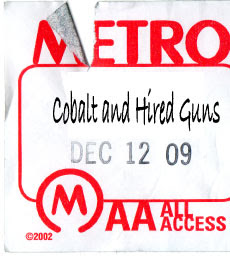 METRO
Cobalt and Hired Guns
DEC 12 09
M AA ALL ACCESS
©2002